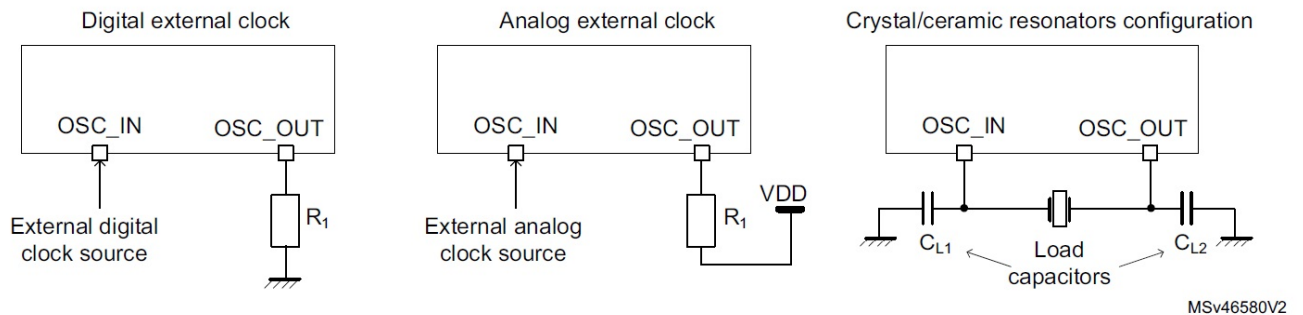 Digital external clock
OSC_IN
OSC_OUT
External digital
clock source
R1
Analog external clock
OSC_IN
OSC_OUT
External analog
clock source
R1
VDD
Crystal/ceramic resonators configuration
OSC_IN
OSC_OUT
CL1
Load
capacitors
CL2
MSv46580V2